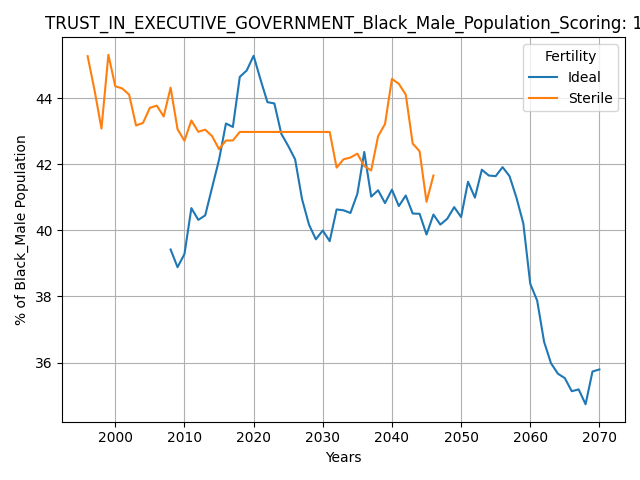 TRUST_IN_EXECUTIVE_GOVERNMENT_Black_Male_Population_Scoring: 1
Fertility
Ideal
Sterile
% of Black_Male Population
44
42
40
38
36
2000 2010 2020 2030 2040 2050 2060 2070
Years